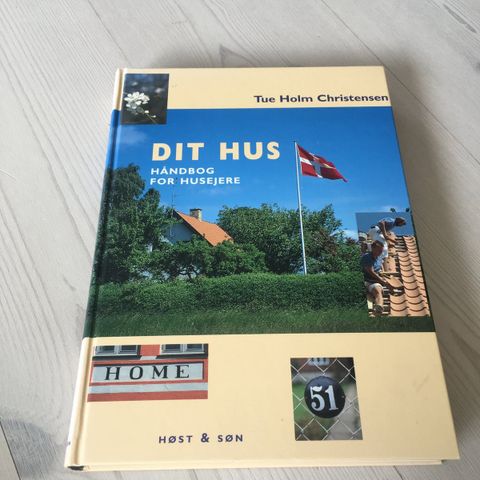 Tue Holm Christensen
DIT HUS
HÅNDBOG
FOR HUSEJERE
HOME
51
HØST & SØN